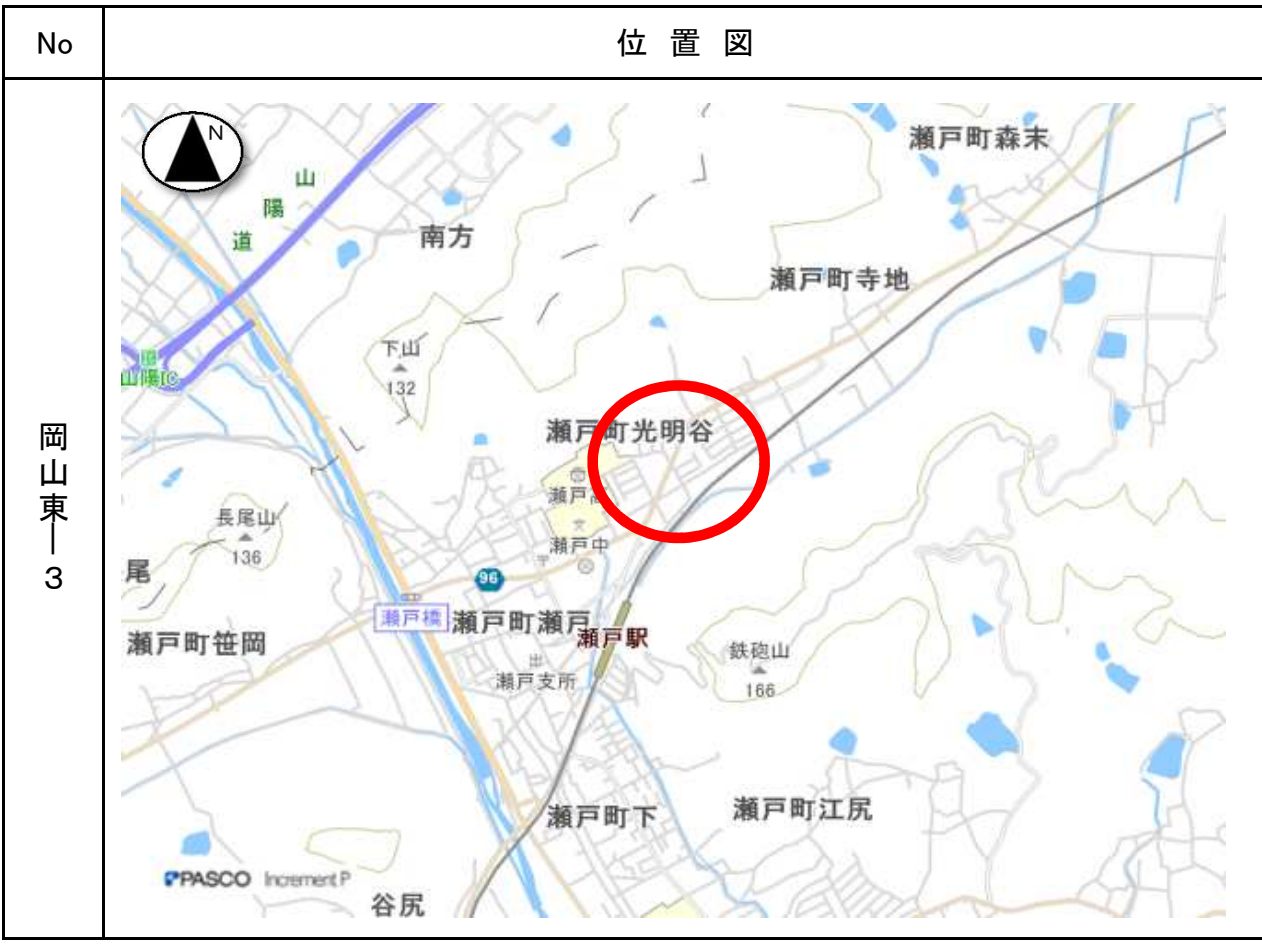 No
位 置 図
岡山東―3
N
山陽道
南方
瀬戸町森末
瀬戸町寺地
下山
132
山陽IC
瀬戸町光明谷
瀬戸高
長尾山
136
尾
瀬戸中
96
瀬戸橋
瀬戸町瀬戸
瀬戸駅
瀬戸町笹岡
瀬戸支所
鉄砲山
166
瀬戸町下
瀬戸町江尻
PASCO Increment P
谷尻